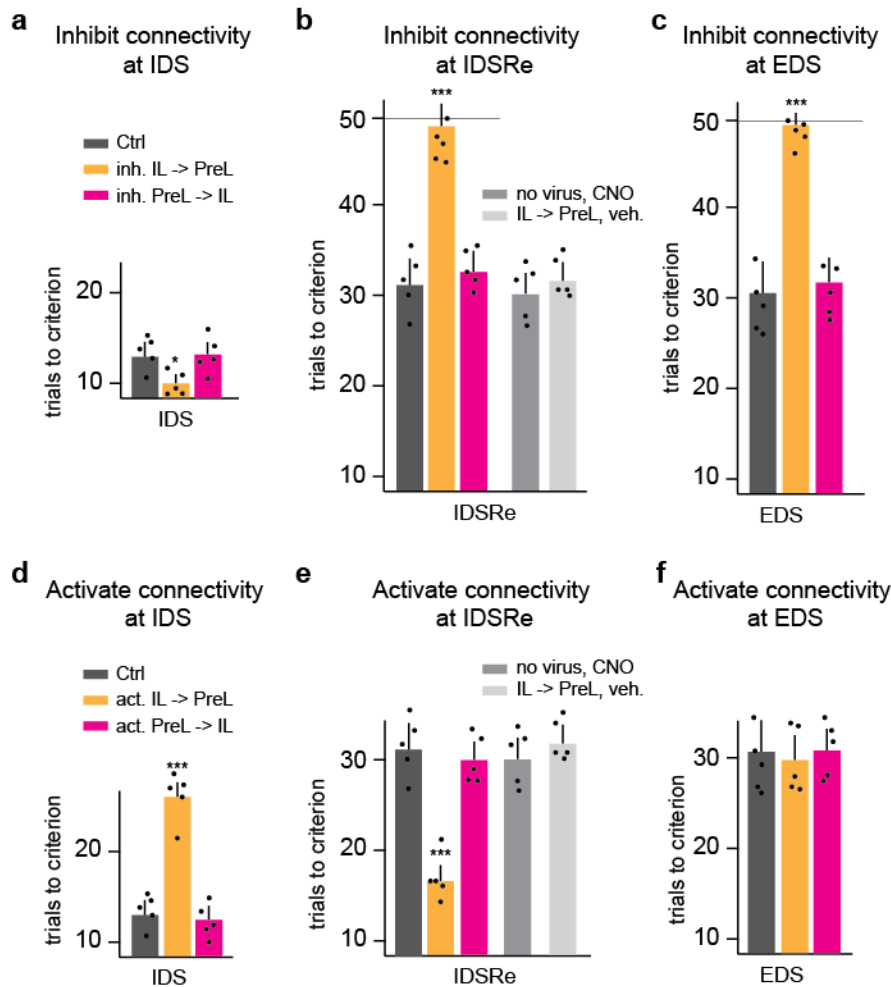 a
Inhibit connectivity
at IDS
Ctrl
inh. IL -> PreL
inh. PreL -> IL
trials to criterion
20
10
*
IDS
b
Inhibit connectivity
at IDSRe
***
50
40
30
20
10
trials to criterion
no virus, CNO
IL -> PreL, veh.
IDSRe
c
Inhibit connectivity
at EDS
***
50
40
30
20
10
trials to criterion
EDS
d
Activate connectivity
at IDS
Ctrl
act. IL -> PreL
act. PreL -> IL
***
20
10
trials to criterion
IDS
e
Activate connectivity
at IDSRe
no virus, CNO
IL -> PreL, veh.
30
20
10
trials to criterion
***
IDSRe
f
Activate connectivity
at EDS
30
20
10
trials to criterion
EDS